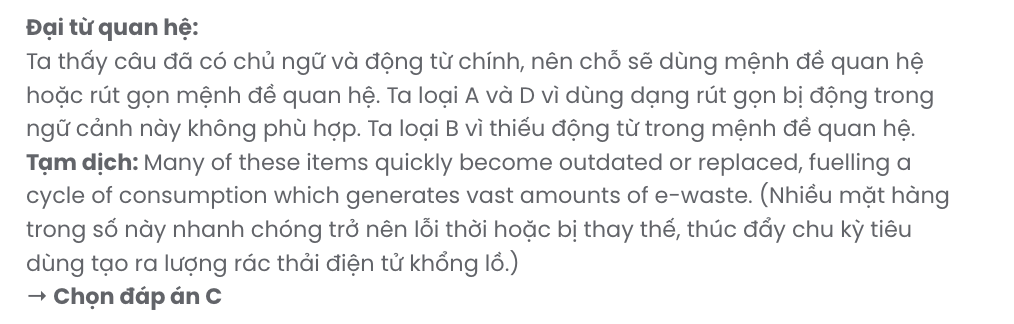 Đại từ quan hệ:
Ta thấy câu đã có chủ ngữ và động từ chính, nên chỗ sẽ dùng mệnh đề quan hệ
hoặc rút gọn mệnh đề quan hệ. Ta loại A và D vì dùng dạng rút gọn bị động trong
ngữ cảnh này không phù hợp. Ta loại B vì thiếu động từ trong mệnh đề quan hệ.
Tạm dịch: Many of these items quickly become outdated or replaced, fuelling a
cycle of consumption which generates vast amounts of e-waste. (Nhiều mặt hàng
trong số này nhanh chóng trở nên lỗi thời hoặc bị thay thế, thúc đẩy chu kỳ tiêu
dùng tạo ra lượng rác thải điện tử khổng lồ.)
→ Chọn đáp án C